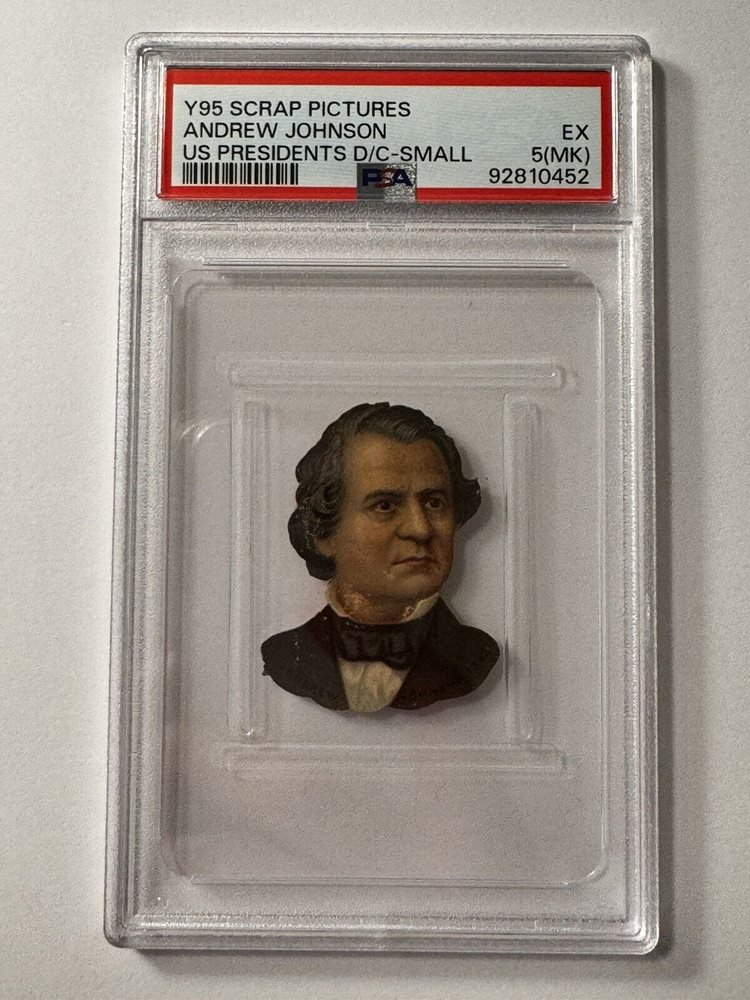 Y95 SCRAP PICTURES
ANDREW JOHNSON EX
US PRESIDENTS D/C-SMALL 5(MK)
PSA 92810452